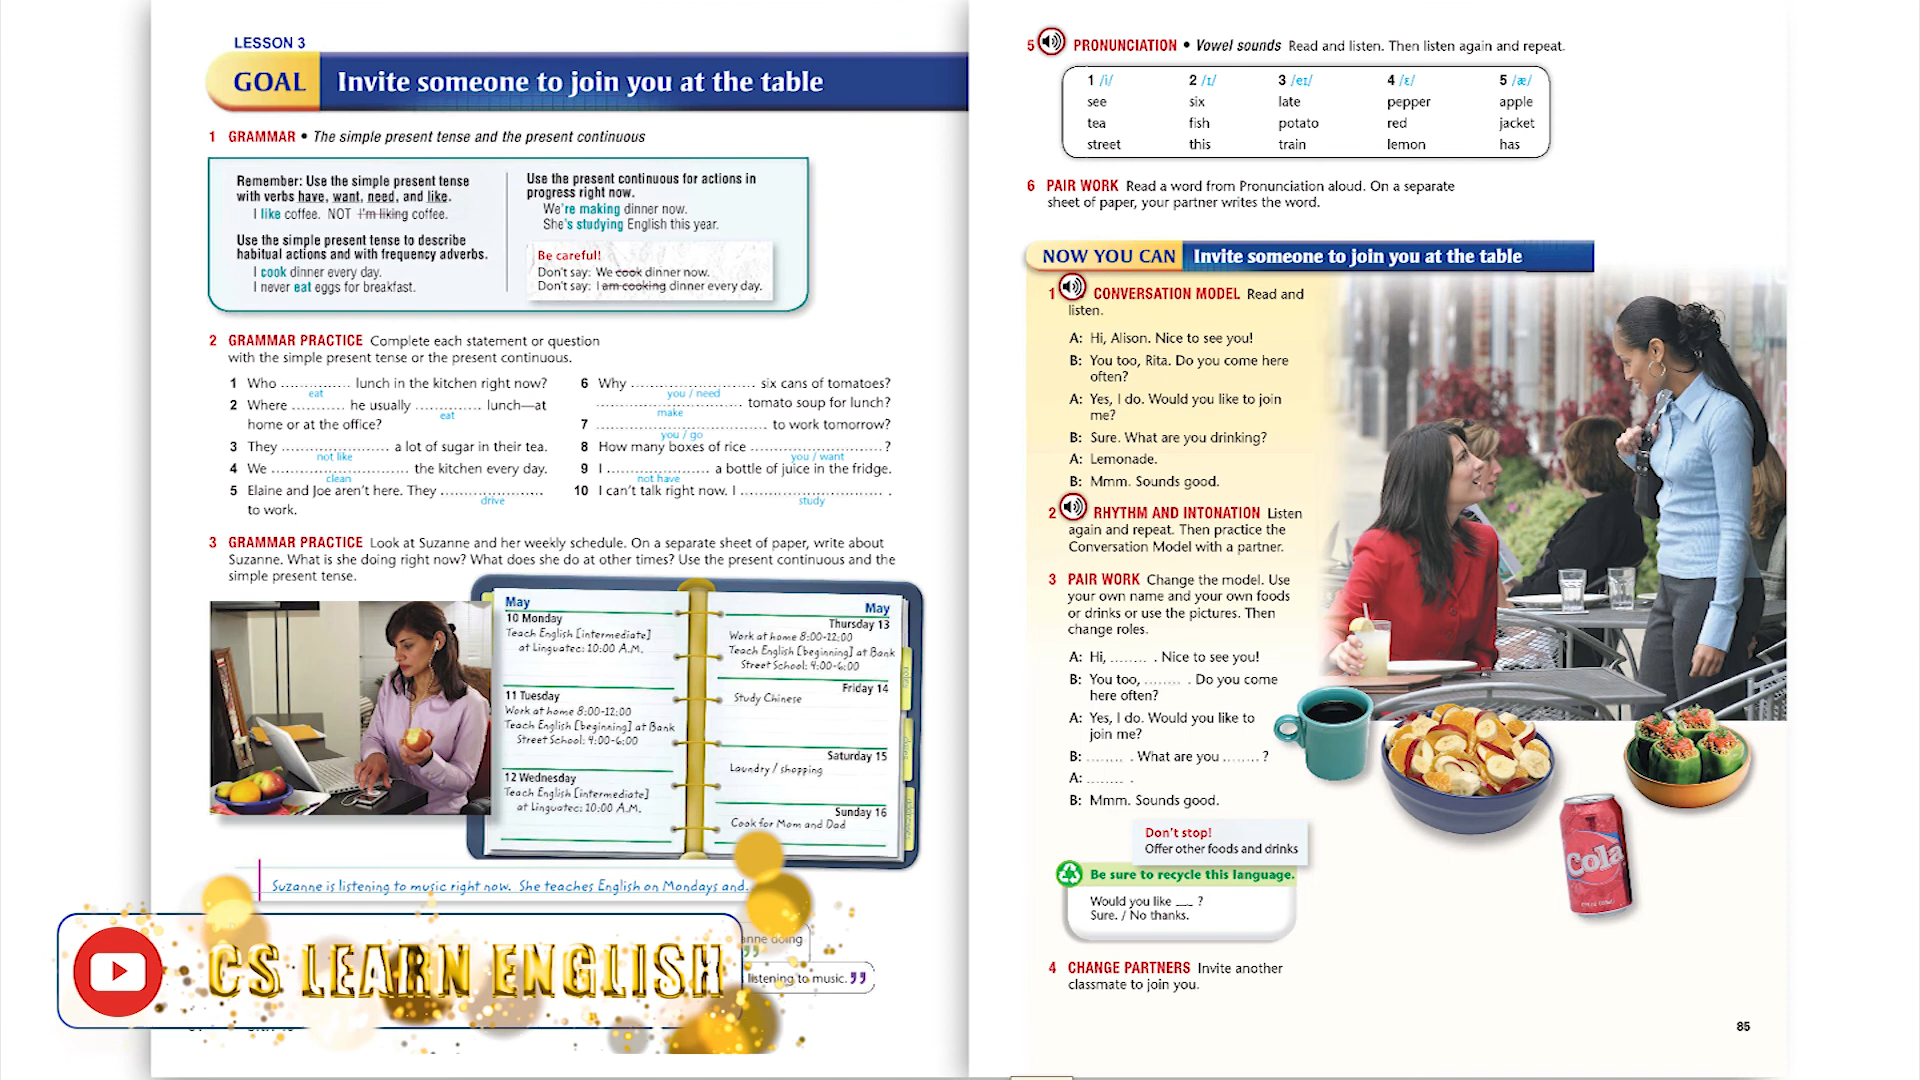 LESSON 3
GOAL Invite someone to join you at the table
1 GRAMMAR • The simple present tense and the present continuous
Remember: Use the simple present tense
with verbs have, want, need, and like.
I like coffee. NOT I'm liking coffee.
Use the simple present tense to describe
habitual actions and with frequency adverbs.
I cook dinner every day.
I never eat eggs for breakfast.
Use the present continuous for actions in
progress right now.
We're making dinner now.
She's studying English this year.
Be careful!
Don't say: We cook dinner now.
Don't say: I am cooking dinner every day.
2 GRAMMAR PRACTICE Complete each statement or question
with the simple present tense or the present continuous.
1 Who .............. lunch in the kitchen right now?
eat
2 Where ........... he usually .............. lunch—at
eat
home or at the office?
3 They ...................... a lot of sugar in their tea.
not like
4 We ............................ the kitchen every day.
clean
5 Elaine and Joe aren't here. They .....................
drive
to work.
6 Why .......................... six cans of tomatoes?
you / need
.............................. tomato soup for lunch?
make
7 ................................... to work tomorrow?
you / go
8 How many boxes of rice ........................... ?
you / want
9 I ..................... a bottle of juice in the fridge.
not have
10 I can't talk right now. I ............................. .
study
3 GRAMMAR PRACTICE Look at Suzanne and her weekly schedule. On a separate sheet of paper, write about
Suzanne. What is she doing right now? What does she do at other times? Use the present continuous and the
simple present tense.
May
10 Monday
Teach English [intermediate]
at Linguatec: 10:00 A.M.
11 Tuesday
Work at home 8:00-12:00
Teach English [beginning] at Bank
Street School: 4:00-6:00
12 Wednesday
Teach English [intermediate]
at Linguatec: 10:00 A.M.
May
Thursday 13
Work at home 8:00-12:00
Teach English [beginning] at Bank
Street School: 4:00-6:00
Friday 14
Study Chinese
Saturday 15
Laundry / shopping
Sunday 16
Cook for Mom and Dad
Suzanne is listening to music right now. She teaches English on Mondays and
anne doing
listening to music.
CS LEARN ENGLISH
5 PRONUNCIATION • Vowel sounds Read and listen. Then listen again and repeat.
1 /i/ 2 /ɪ/ 3 /eɪ/ 4 /ɛ/ 5 /æ/
see six late pepper apple
tea fish potato red jacket
street this train lemon has
6 PAIR WORK Read a word from Pronunciation aloud. On a separate
sheet of paper, your partner writes the word.
NOW YOU CAN Invite someone to join you at the table
1 CONVERSATION MODEL Read and
listen.
A: Hi, Alison. Nice to see you!
B: You too, Rita. Do you come here
often?
A: Yes, I do. Would you like to join
me?
B: Sure. What are you drinking?
A: Lemonade.
B: Mmm. Sounds good.
2 RHYTHM AND INTONATION Listen
again and repeat. Then practice the
Conversation Model with a partner.
3 PAIR WORK Change the model. Use
your own name and your own foods
or drinks or use the pictures. Then
change roles.
A: Hi, ........ . Nice to see you!
B: You too, ........ . Do you come
here often?
A: Yes, I do. Would you like to
join me?
B: ........ . What are you ........ ?
A: ........ .
B: Mmm. Sounds good.
Don't stop!
Offer other foods and drinks
Be sure to recycle this language.
Would you like ___ ?
Sure. / No thanks.
4 CHANGE PARTNERS Invite another
classmate to join you.
Cola
85